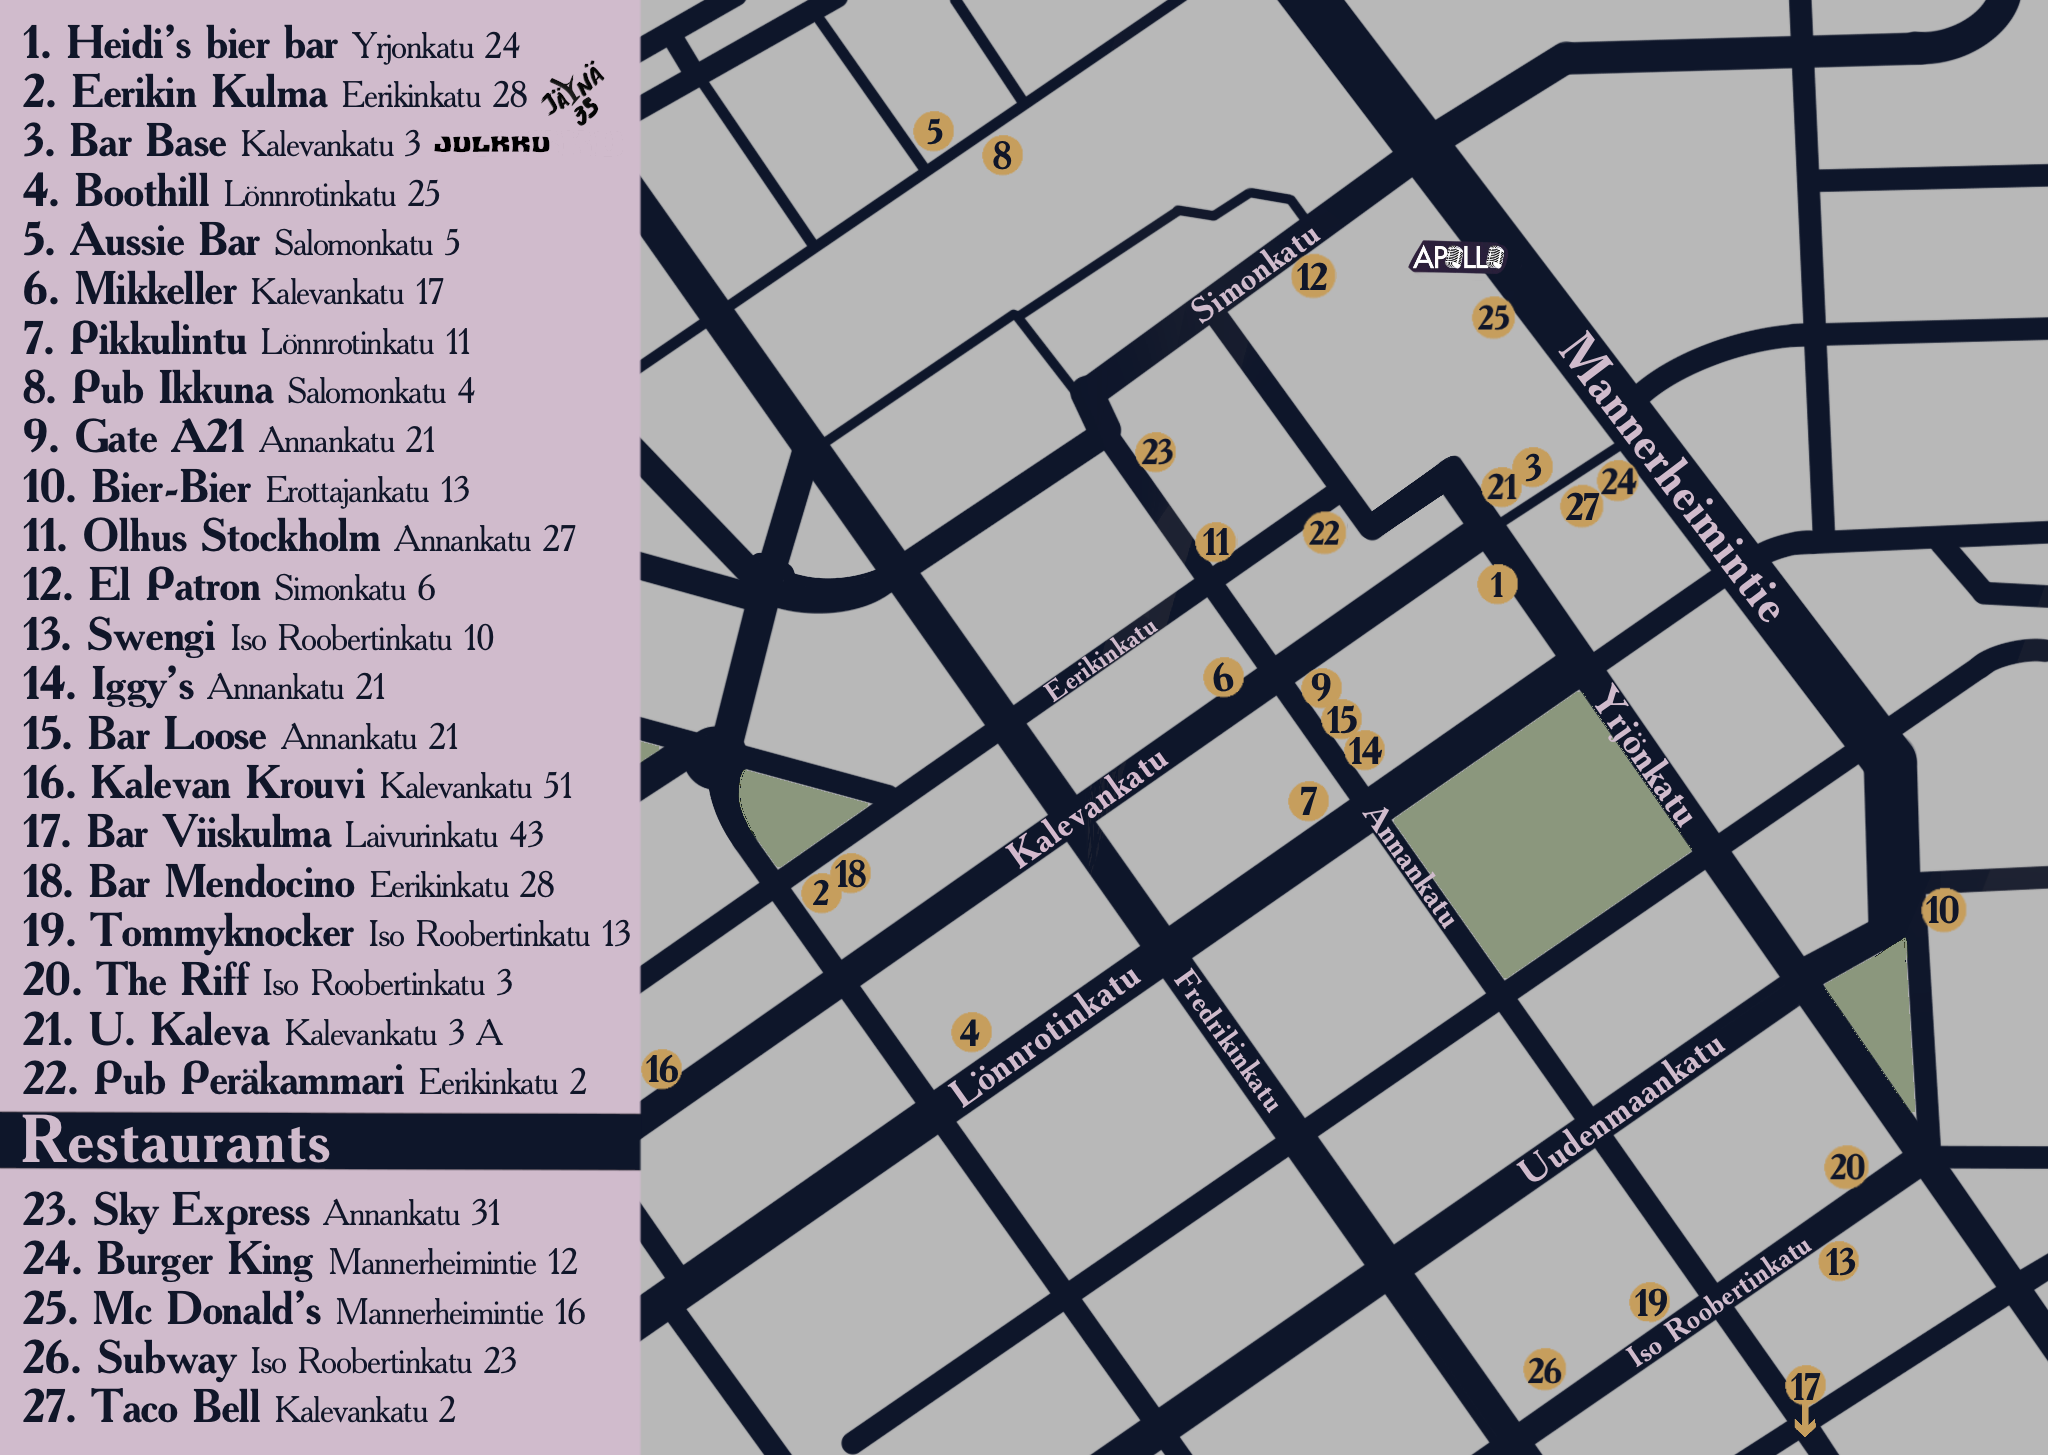 1. Heidi's bier bar Yrjonkatu 24
2. Eerikin Kulma Eerikinkatu 28
JÄYNÄ
35
3. Bar Base Kalevankatu 3
4. Boothill Lönnrotinkatu 25
5. Aussie Bar Salomonkatu 5
6. Mikkeller Kalevankatu 17
7. Pikkulintu Lönnrotinkatu 11
8. Pub Ikkuna Salomonkatu 4
9. Gate A21 Annankatu 21
10. Bier-Bier Erottajankatu 13
11. Olhus Stockholm Annankatu 27
12. El Patron Simonkatu 6
13. Swengi Iso Roobertinkatu 10
14. Iggy's Annankatu 21
15. Bar Loose Annankatu 21
16. Kalevan Krouvi Kalevankatu 51
17. Bar Viiskulma Laivurinkatu 43
18. Bar Mendocino Eerikinkatu 28
19. Tommyknocker Iso Roobertinkatu 13
20. The Riff Iso Roobertinkatu 3
21. U. Kaleva Kalevankatu 3 A
22. Pub Peräkammari Eerikinkatu 2
Restaurants
23. Sky Express Annankatu 31
24. Burger King Mannerheimintie 12
25. Mc Donald's Mannerheimintie 16
26. Subway Iso Roobertinkatu 23
27. Taco Bell Kalevankatu 2
5
8
Simonkatu
12
APOLLO
25
Mannerheimintie
23
11
22
21
3
27
24
1
Eerikinkatu
6
9
15
14
7
Yrjönkatu
Kalevankatu
Annankatu
2
18
10
4
16
Lönnrotinkatu
Fredrikinkatu
Uudenmaankatu
20
13
19
Iso Roobertinkatu
26
17